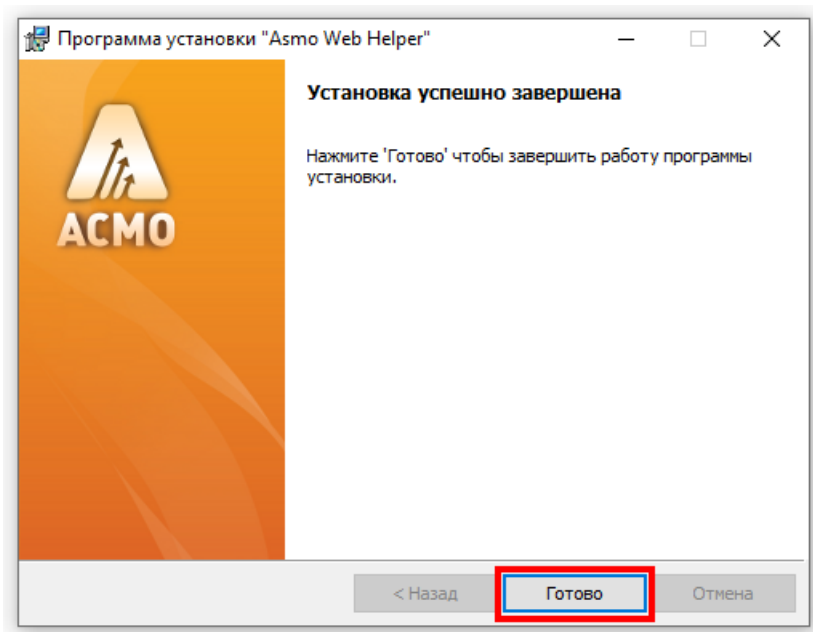 Программа установки "Asmo Web Helper"
Установка успешно завершена
Нажмите 'Готово' чтобы завершить работу программы
установки.
АСМО
< Назад
Готово
Отмена